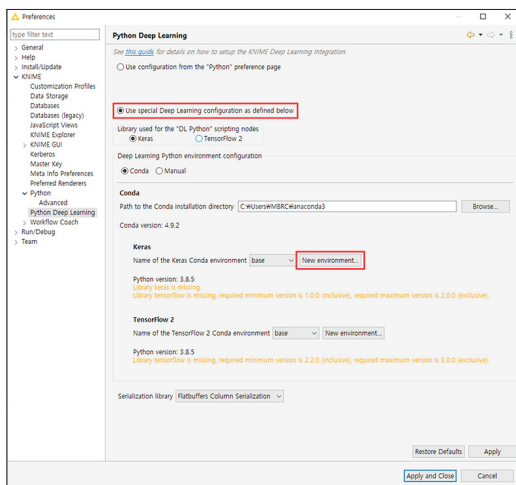 Preferences
type filter text
General
Help
Install/Update
KNIME
Customization Profiles
Data Storage
Databases
Databases (legacy)
JavaScript Views
KNIME Explorer
KNIME GUI
Kerberos
Master Key
Meta Info Preferences
Preferred Renderers
Python
Advanced
Python Deep Learning
Workflow Coach
Run/Debug
Team
Python Deep Learning
See this guide for details on how to setup the KNIME Deep Learning Integration.
Use configuration from the "Python" preference page
Use special Deep Learning configuration as defined below
Library used for the "DL Python" scripting nodes
Keras TensorFlow 2
Deep Learning Python environment configuration
Conda Manual
Conda
Path to the Conda installation directory C:₩Users₩MBRC₩anaconda3 Browse...
Conda version: 4.9.2
Keras
Name of the Keras Conda environment base New environment...
Python version: 3.8.5
Library keras is missing.
Library tensorflow is missing, required minimum version is 1.0.0 (inclusive), required maximum version is 2.0.0 (exclusive).
TensorFlow 2
Name of the TensorFlow 2 Conda environment base New environment...
Python version: 3.8.5
Library tensorflow is missing, required minimum version is 2.2.0 (inclusive), required maximum version is 3.0.0 (exclusive).
Serialization library Flatbuffers Column Serialization
Restore Defaults Apply
Apply and Close Cancel